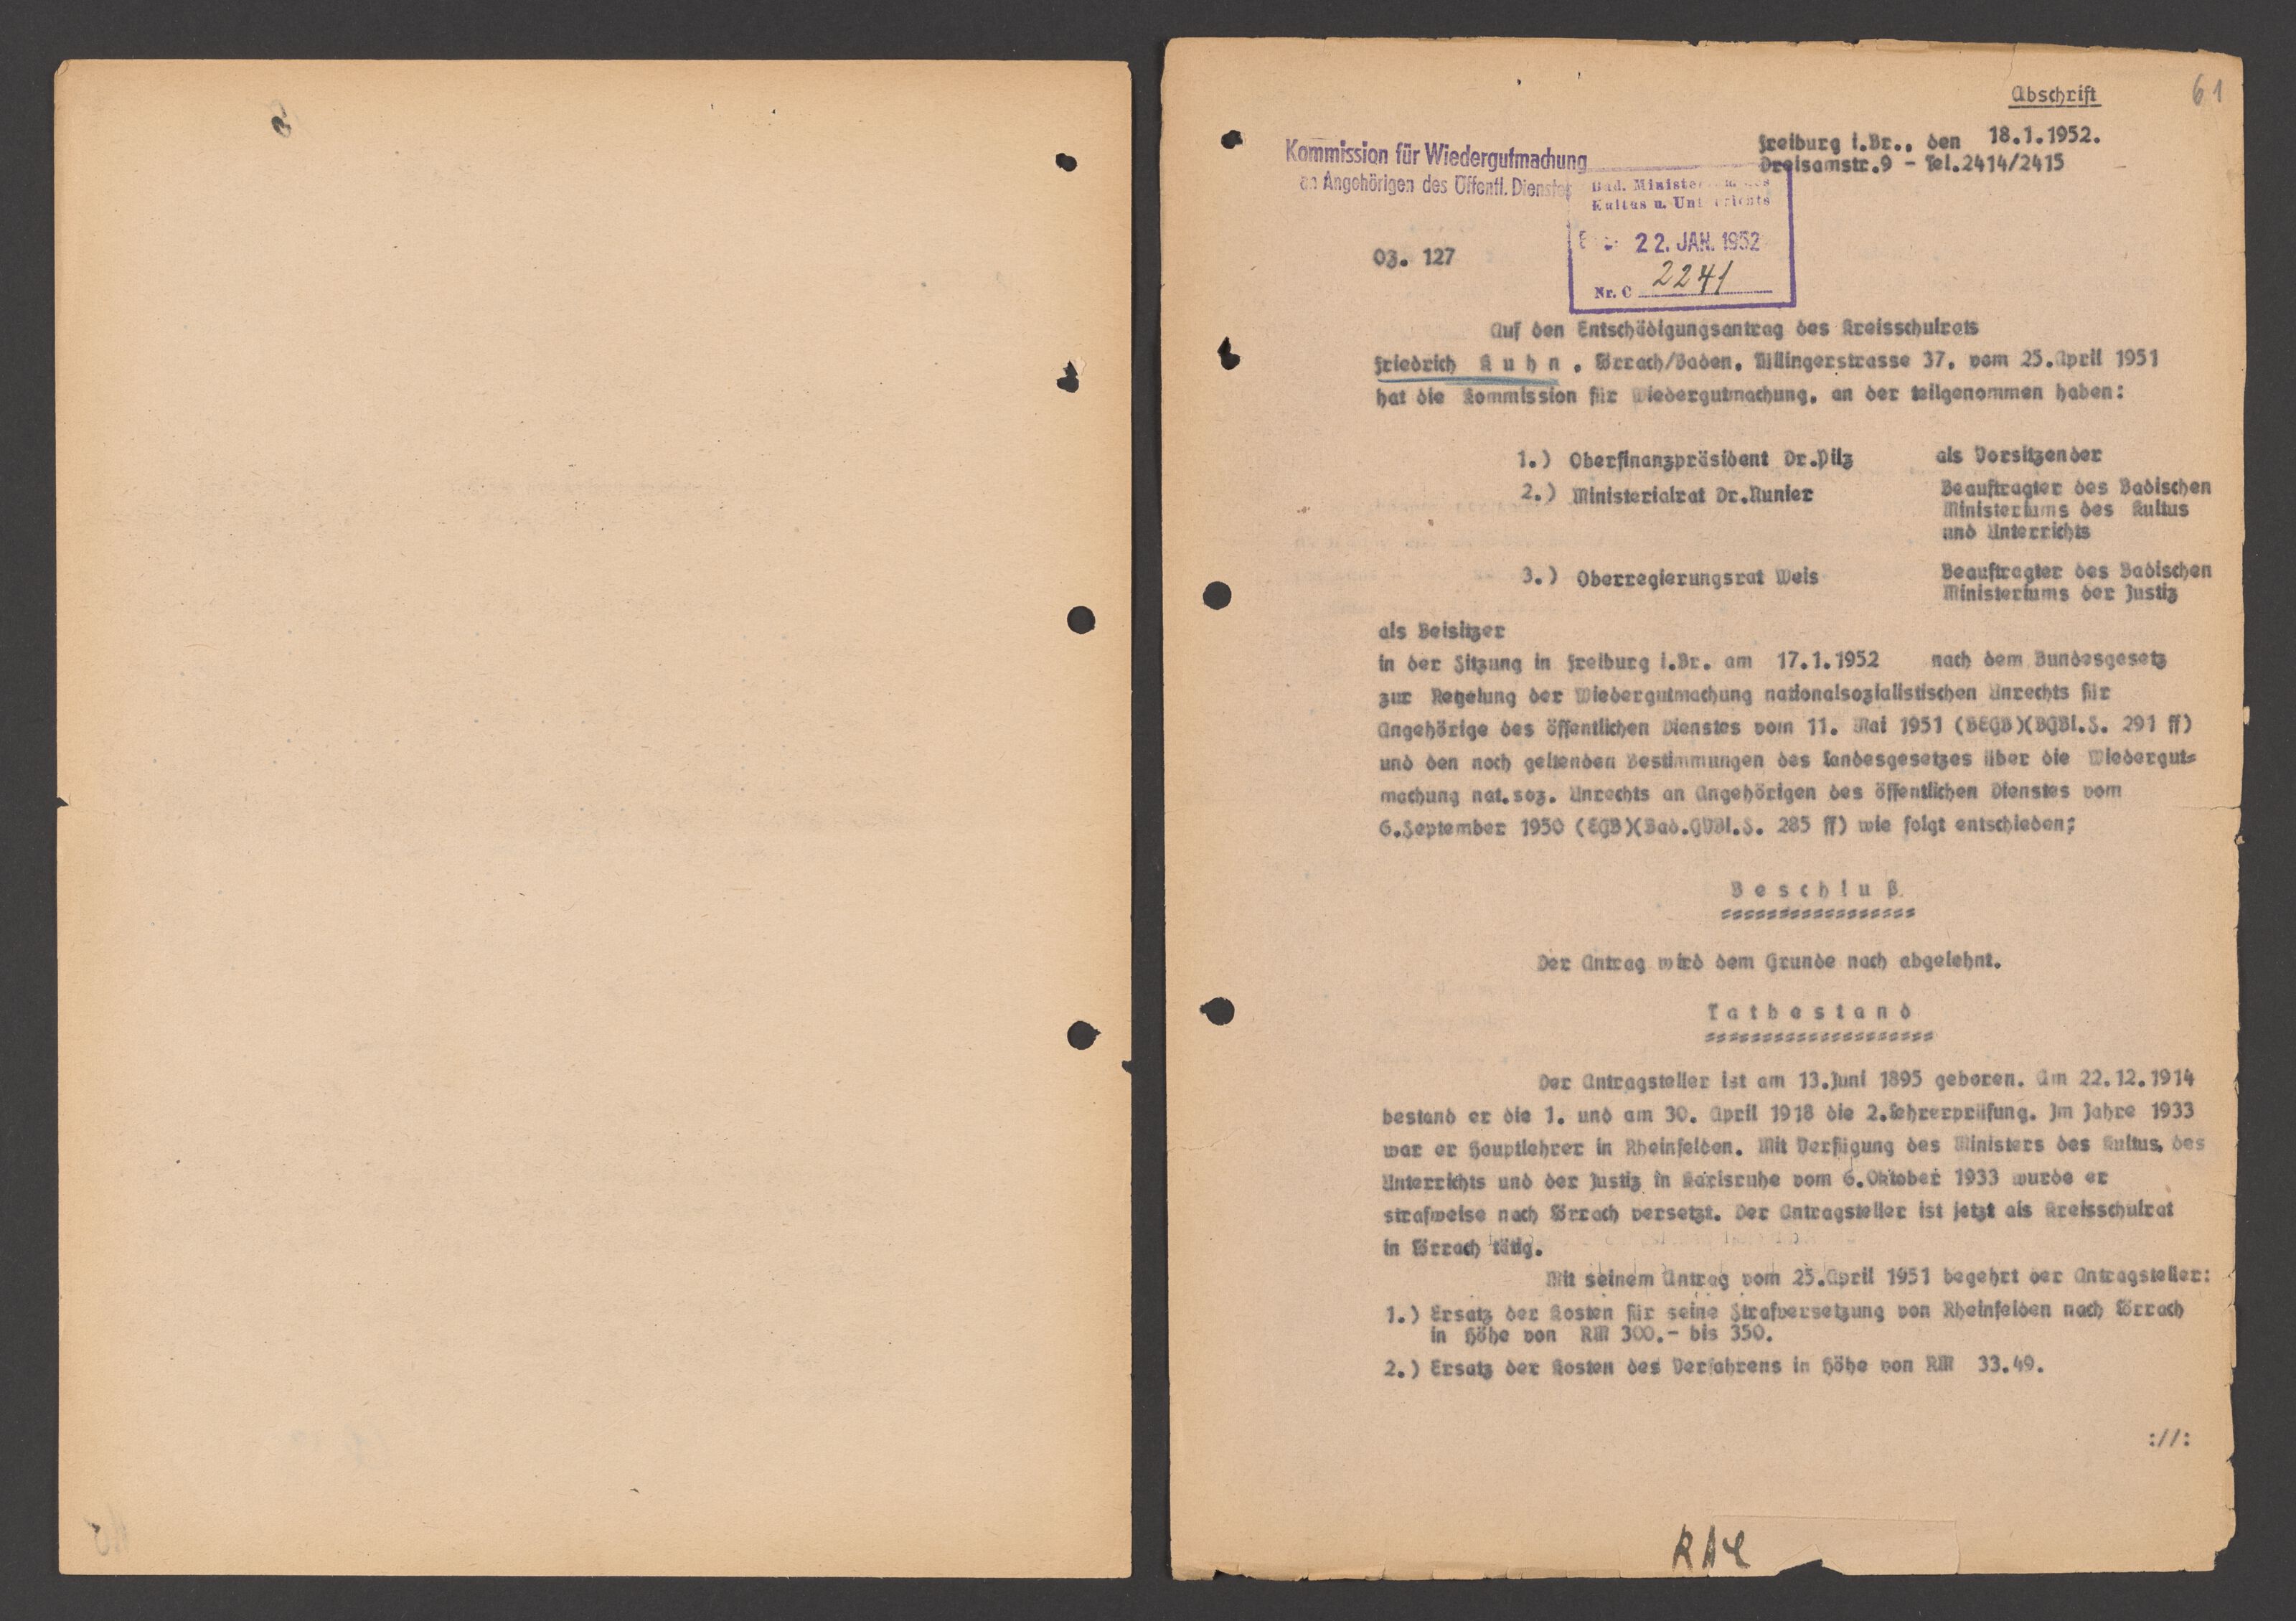 Abschrift
61
Freiburg i.Br., den 18.1.1952.
Dreisamstr.9 - Tel.2414/2415
Kommission für Wiedergutmachung
an Angehörigen des Öffentl. Dienstes
Bad. Ministerium des
Kultus u. Unterrichts
22. JAN. 1952
Nr. C 2241
03. 127
Auf den Entschädigungsantrag des Kreisschulrats
Friedrich K u h n , Lörrach/Baden, Tillingerstrasse 37, vom 25.April 1951
hat die Kommission für Wiedergutmachung, an der teilgenommen haben:
1.) Oberfinanzpräsident Dr.Pilz als Vorsitzender
2.) Ministerialrat Dr.Runier Beauftragter des Badischen
Ministeriums des Kultus
und Unterrichts
3.) Oberregierungsrat Weis Beauftragter des Badischen
Ministeriums der Justiz
als Beisitzer
in der Sitzung in Freiburg i.Br. am 17.1.1952 nach dem Bundesgesetz
zur Regelung der Wiedergutmachung nationalsozialistischen Unrechts für
Angehörige des öffentlichen Dienstes vom 11. Mai 1951 (BEGB)(BGBl.S. 291 ff)
und den noch geltenden Bestimmungen des Landesgesetzes über die Wiedergut=
machung nat.soz. Unrechts an Angehörigen des öffentlichen Dienstes vom
6.September 1950 (EGB)(Bad.GVBl.S. 285 ff) wie folgt entschieden:
B e s c h l u ß
=================
Der Antrag wird dem Grunde nach abgelehnt.
T a t b e s t a n d
====================
Der Antragsteller ist am 13.Juni 1895 geboren. Am 22.12.1914
bestand er die 1. und am 30. April 1918 die 2.Lehrerprüfung. Im Jahre 1933
war er Hauptlehrer in Rheinfelden. Mit Verfügung des Ministers des Kultus, des
Unterrichts und der Justiz in Karlsruhe vom 6.Oktober 1933 wurde er
strafweise nach Lörrach versetzt. Der Antragsteller ist jetzt als Kreisschulrat
in Lörrach tätig.
Mit seinem Antrag vom 25.April 1951 begehrt der Antragsteller:
1.) Ersatz der Kosten für seine Strafversetzung von Rheinfelden nach Lörrach
in Höhe von RM 300.- bis 350.
2.) Ersatz der Kosten des Verfahrens in Höhe von RM 33.49.
://: